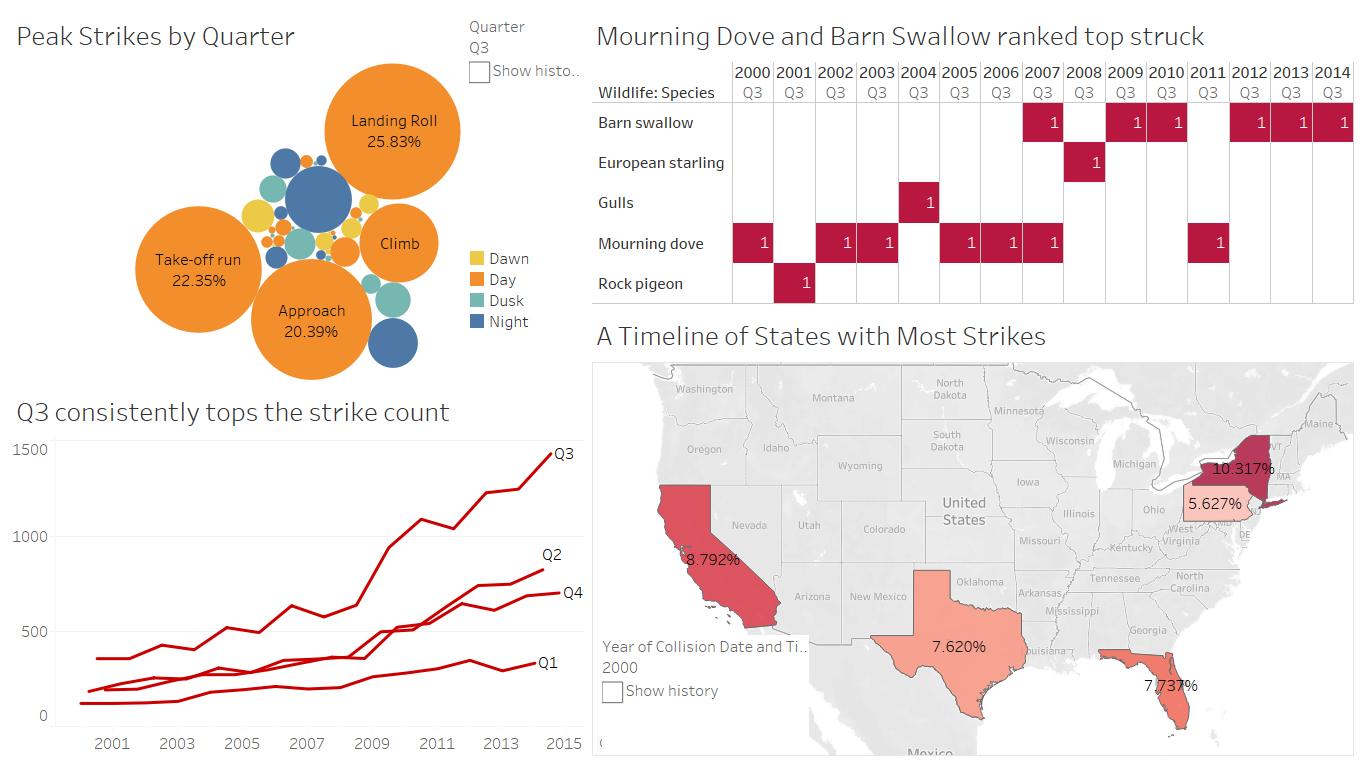 Peak Strikes by Quarter
Quarter
Q3
Show histo..
Landing Roll
25.83%
Climb
Take-off run
22.35%
Approach
20.39%
Dawn
Day
Dusk
Night
Q3 consistently tops the strike count
1500
1000
500
0
Q3
Q2
Q4
Q1
2001 2003 2005 2007 2009 2011 2013 2015
Mourning Dove and Barn Swallow ranked top struck
2000 2001 2002 2003 2004 2005 2006 2007 2008 2009 2010 2011 2012 2013 2014
Wildlife: Species Q3 Q3 Q3 Q3 Q3 Q3 Q3 Q3 Q3 Q3 Q3 Q3 Q3 Q3 Q3
Barn swallow 1 1 1 1 1 1
European starling 1
Gulls 1
Mourning dove 1 1 1 1 1 1 1
Rock pigeon 1
A Timeline of States with Most Strikes
Washington
Montana
North
Dakota
Minnesota
Maine
Oregon
Idaho
South
Dakota
Wisconsin
VT
Wyoming
Michigan
10.317%
MA
Iowa
Nevada
Utah
Colorado
United
States
Illinois
Ohio
5.627%
NJ
8.792%
Missouri
West
Virginia
MD
DE
Kentucky
Arizona
New Mexico
Oklahoma
Arkansas
Tennessee
North
Carolina
Mississippi
Georgia
7.620%
ouisiana
7.737%
Mexico
Year of Collision Date and Ti..
2000
Show history